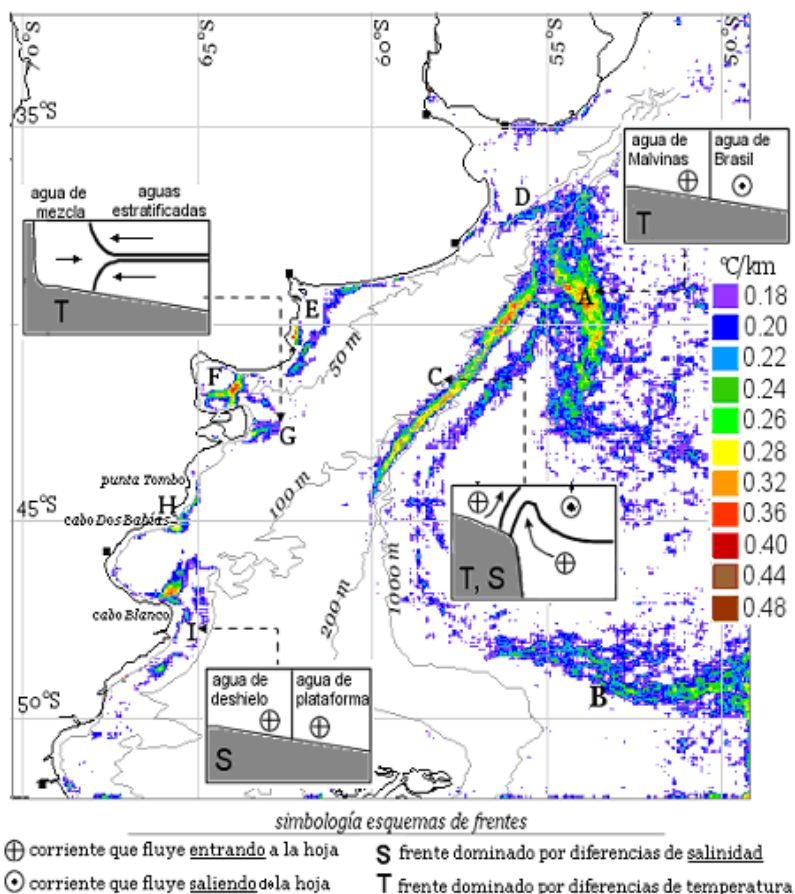 70°S
65°S
60°S
55°S
50°S
35°S
agua de
Malvinas
agua de
Brasil
T
agua de
mezcla
aguas
estratificadas
T
D
°C/km
0.18
0.20
0.22
0.24
0.26
0.28
0.32
0.36
0.40
0.44
0.48
A
E
50 m
F
C
G
punta Tombo
H
100 m
45°S
cabo Dos Bahías
T, S
200 m
1000 m
cabo Blanco
I
agua de
deshielo
agua de
plataforma
S
B
50°S
simbología esquemas de frentes
corriente que fluye entrando a la hoja
S frente dominado por diferencias de salinidad
corriente que fluye saliendo de la hoja
T frente dominado por diferencias de temperatura